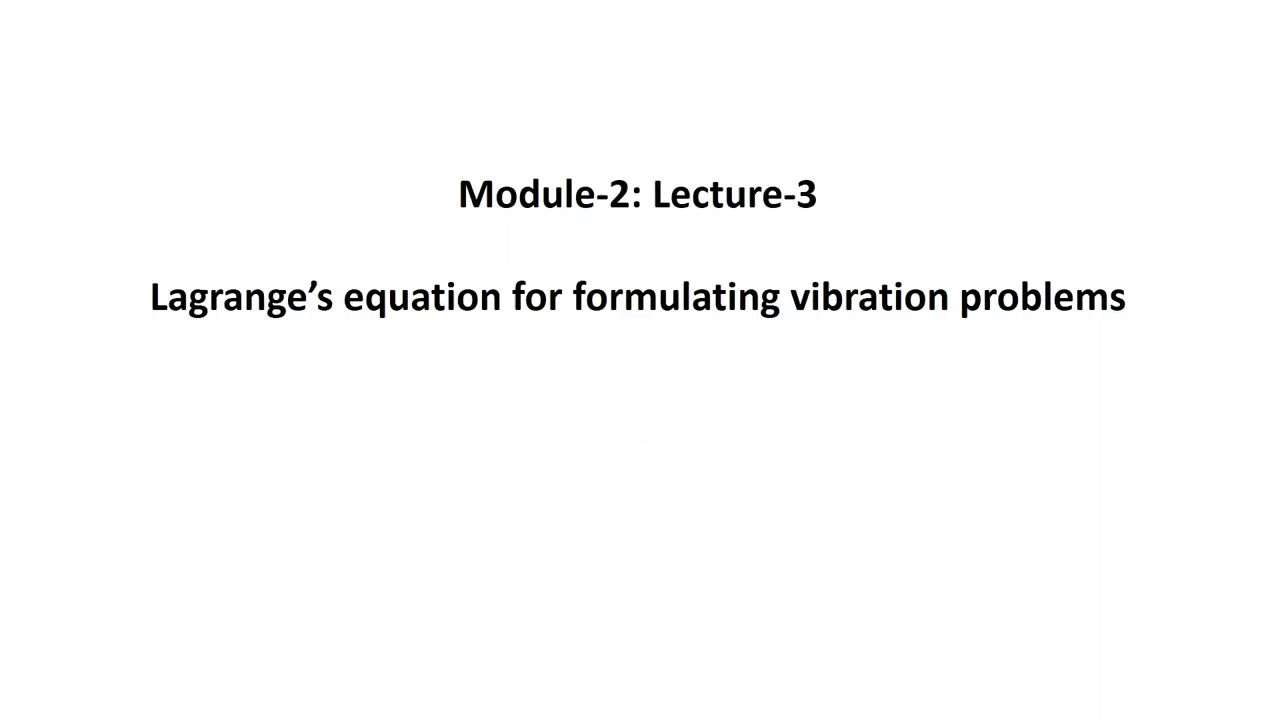 Module-2: Lecture-3
Lagrange’s equation for formulating vibration problems